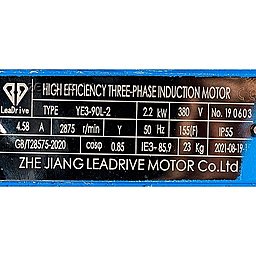 HIGH EFFICIENCY THREE-PHASE INDUCTION MOTOR
LeaDrive
TYPE YE3-90L-2 2.2 kW 380 V No. 190603
4.58 A 2875 r/min Y 50 Hz 155(F) IP55
GB/T28575-2020 cosφ 0.85 IE3- 85.9 23 Kg 2021-08-19
ZHE JIANG LEADRIVE MOTOR Co.Ltd